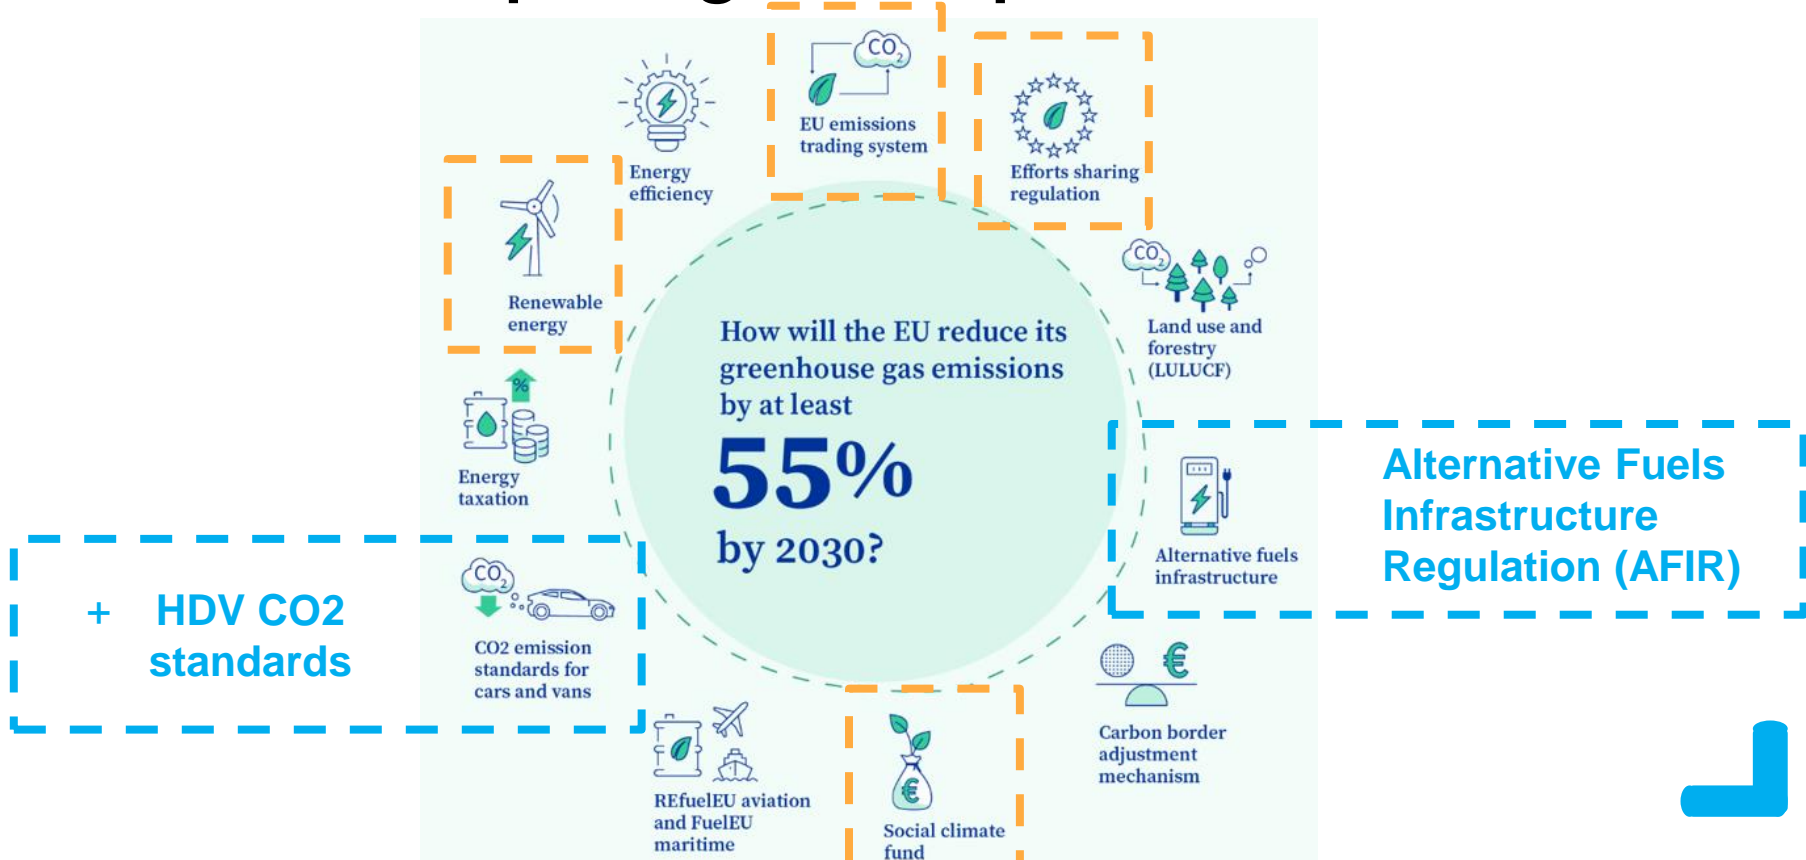 CO2
EU emissions
trading system
Efforts sharing
regulation
Energy
efficiency
Renewable
energy
CO2
Land use and
forestry
(LULUCF)
How will the EU reduce its
greenhouse gas emissions
by at least
55%
by 2030?
%
Energy
taxation
Alternative fuels
infrastructure
Alternative Fuels
Infrastructure
Regulation (AFIR)
+ HDV CO2
standards
CO2
CO2 emission
standards for
cars and vans
€
Carbon border
adjustment
mechanism
REfuelEU aviation
and FuelEU
maritime
€
Social climate
fund